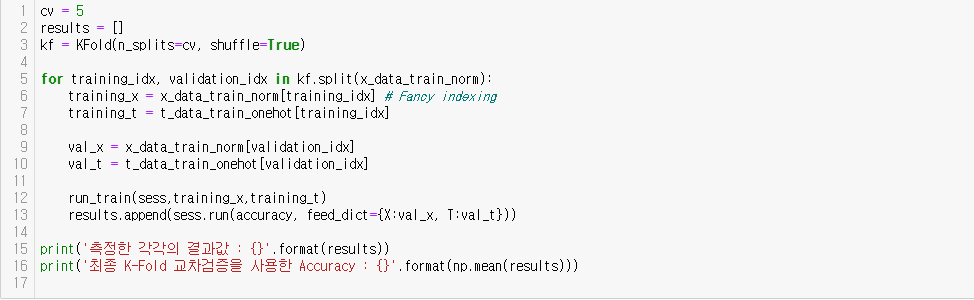 1 cv = 5
2 results = []
3 kf = KFold(n_splits=cv, shuffle=True)
4
5 for training_idx, validation_idx in kf.split(x_data_train_norm):
6     training_x = x_data_train_norm[training_idx] # Fancy indexing
7     training_t = t_data_train_onehot[training_idx]
8
9     val_x = x_data_train_norm[validation_idx]
10     val_t = t_data_train_onehot[validation_idx]
11
12     run_train(sess,training_x,training_t)
13     results.append(sess.run(accuracy, feed_dict={X:val_x, T:val_t}))
14
15 print('측정한 각각의 결과값 : {}'.format(results))
16 print('최종 K-Fold 교차검증을 사용한 Accuracy : {}'.format(np.mean(results)))
17